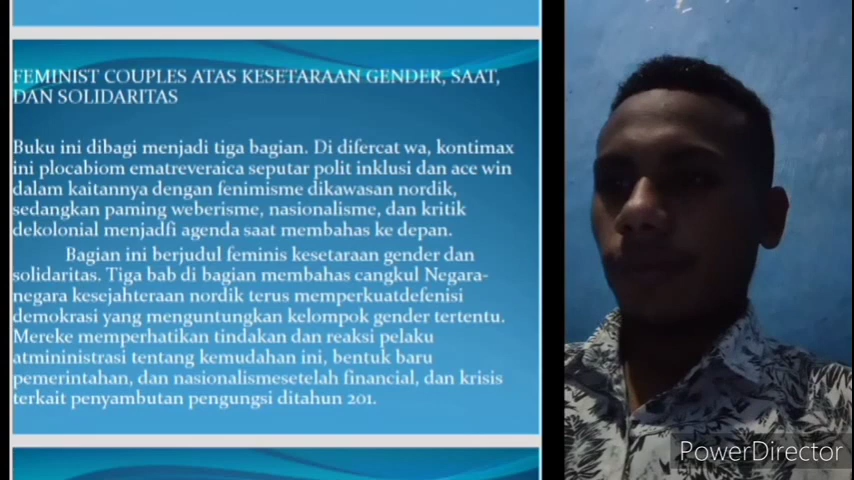 FEMINIST COUPLES ATAS KESETARAAN GENDER, SAAT,
DAN SOLIDARITAS
Buku ini dibagi menjadi tiga bagian. Di difercat wa, kontimax
ini plocabiom ematreveraica seputar polit inklusi dan ace win
dalam kaitannya dengan fenimisme dikawasan nordik,
sedangkan paming weberisme, nasionalisme, dan kritik
dekolonial menjadfi agenda saat membahas ke depan.
Bagian ini berjudul feminis kesetaraan gender dan
solidaritas. Tiga bab di bagian membahas cangkul Negara-
negara kesejahteraan nordik terus memperkuatdefenisi
demokrasi yang menguntungkan kelompok gender tertentu.
Mereke memperhatikan tindakan dan reaksi pelaku
atmininistrasi tentang kemudahan ini, bentuk baru
pemerintahan, dan nasionalismesetelah financial, dan krisis
terkait penyambutan pengungsi ditahun 201.
PowerDirector